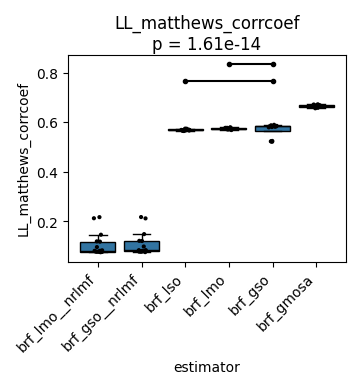 LL_matthews_corrcoef
p = 1.61e-14
LL_matthews_corrcoef
0.8
0.6
0.4
0.2
brf_lmo__nrlmf
brf_gso__nrlmf
brf_lso
brf_lmo
brf_gso
brf_gmosa
estimator